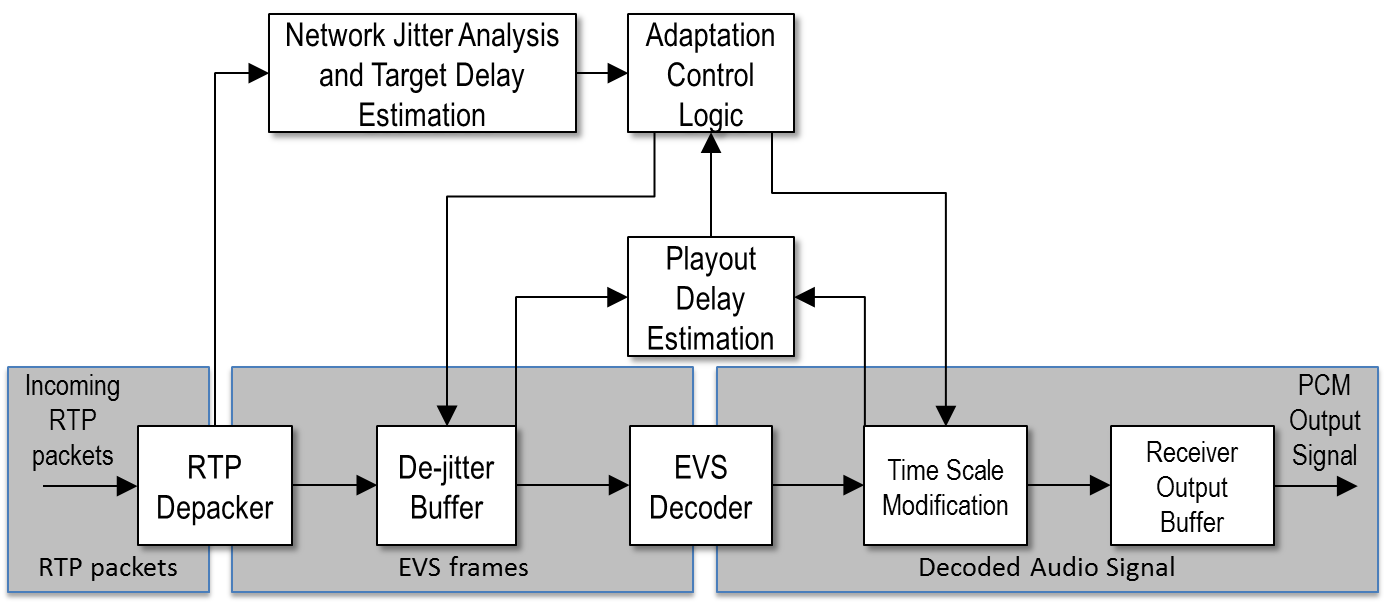 Network Jitter Analysis
and Target Delay
Estimation
Adaptation
Control
Logic
Playout
Delay
Estimation
Incoming
RTP
packets
RTP
Depacker
De-jitter
Buffer
EVS
Decoder
Time Scale
Modification
Receiver
Output
Buffer
PCM
Output
Signal
RTP packets
EVS frames
Decoded Audio Signal